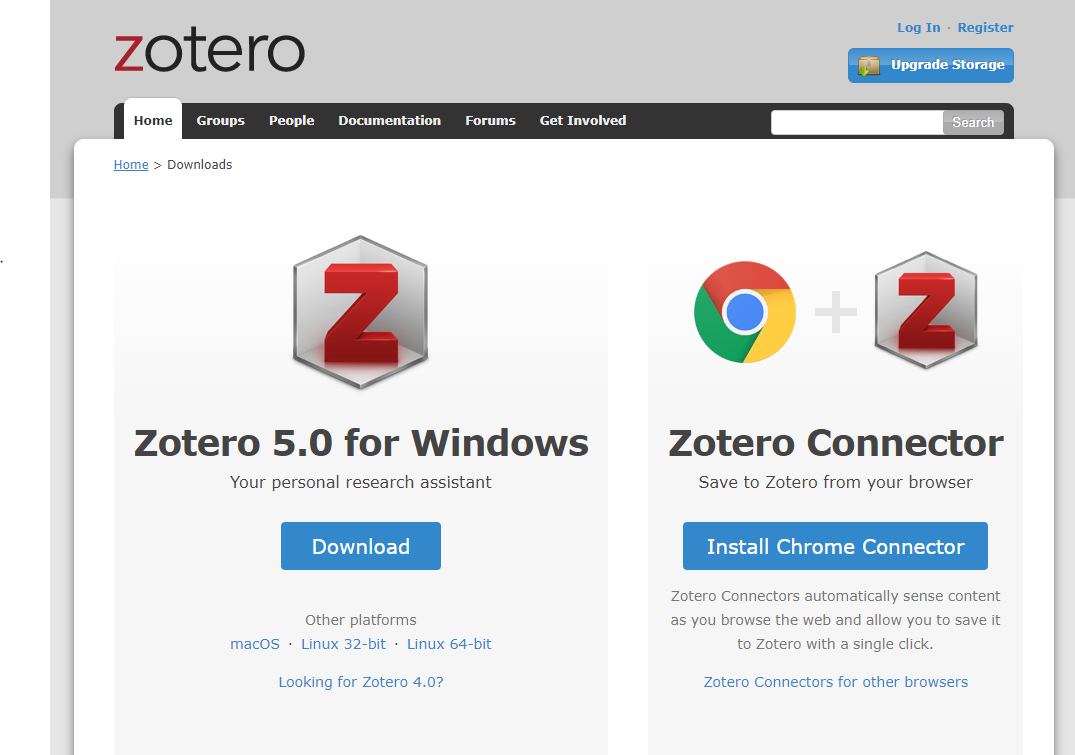 zotero
Log In · Register
Upgrade Storage
Home Groups People Documentation Forums Get Involved
Search
Home > Downloads
Z
Z
Zotero 5.0 for Windows
Your personal research assistant
Download
Other platforms
macOS · Linux 32-bit · Linux 64-bit
Looking for Zotero 4.0?
Zotero Connector
Save to Zotero from your browser
Install Chrome Connector
Zotero Connectors automatically sense content
as you browse the web and allow you to save it
to Zotero with a single click.
Zotero Connectors for other browsers